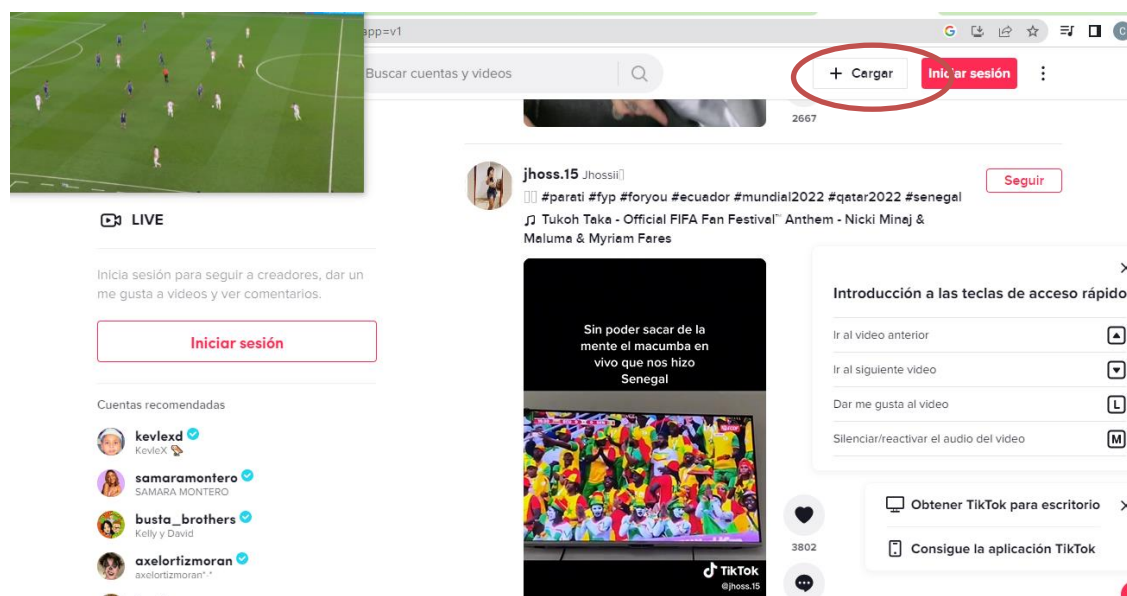 app=v1
Buscar cuentas y videos
+ Cargar
Iniciar sesión
2667
LIVE
Inicia sesión para seguir a creadores, dar un
me gusta a videos y ver comentarios.
Iniciar sesión
Cuentas recomendadas
kevlexd
KevleX
samaramontero
SAMARA MONTERO
busta_brothers
Kelly y David
axelortizmoran
axelortizmoran*-*
jhoss.15 Jhossii
Seguir
#parati #fyp #foryou #ecuador #mundial2022 #qatar2022 #senegal
Tukoh Taka - Official FIFA Fan Festival™ Anthem - Nicki Minaj &
Maluma & Myriam Fares
Sin poder sacar de la
mente el macumba en
vivo que nos hizo
Senegal
TikTok
@jhoss.15
3802
Introducción a las teclas de acceso rápido
Ir al video anterior
Ir al siguiente video
Dar me gusta al video
L
Silenciar/reactivar el audio del video
M
Obtener TikTok para escritorio
Consigue la aplicación TikTok